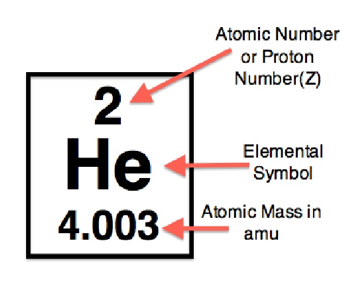 Atomic Number
or Proton
Number(Z)
2
He
Elemental
Symbol
4.003
Atomic Mass in
amu